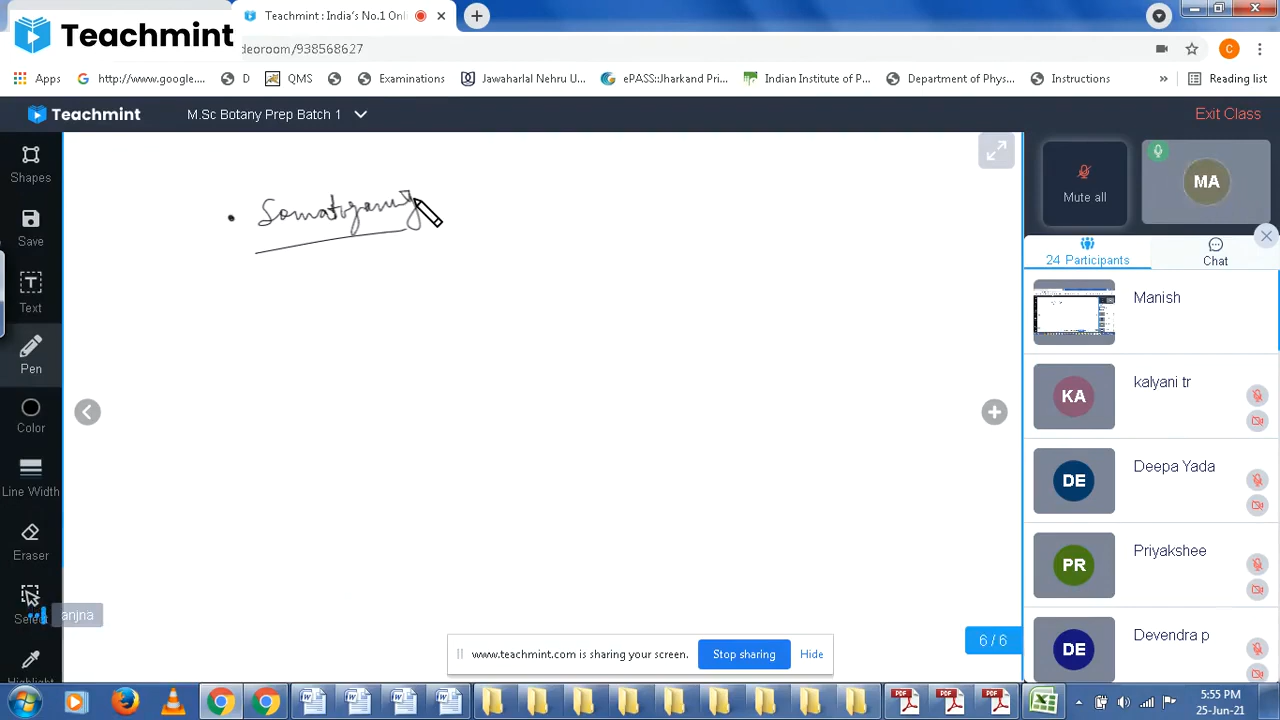 Teachmint : India's No.1 Onl
Teachmint
deoroom/938568627
Apps
http://www.google....
D
QMS
Examinations
Jawaharlal Nehru U...
ePASS::Jharkand Pri...
Indian Institute of P...
Department of Phys...
Instructions
»
Reading list
C
Teachmint
M.Sc Botany Prep Batch 1
Exit Class
Shapes
Save
Text
Pen
Color
Line Width
Eraser
Select
anjna
• Somatogamy
Mute all
MA
24 Participants
Chat
Manish
KA
kalyani tr
DE
Deepa Yada
PR
Priyakshee
DE
Devendra p
6 / 6
www.teachmint.com is sharing your screen.
Stop sharing
Hide
5:55 PM
25-Jun-21